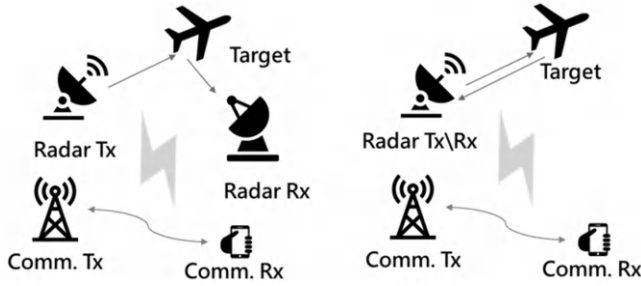 Target
Radar Tx
Radar Rx
Comm. Tx
Comm. Rx
Target
Radar Tx\Rx
Comm. Tx
Comm. Rx